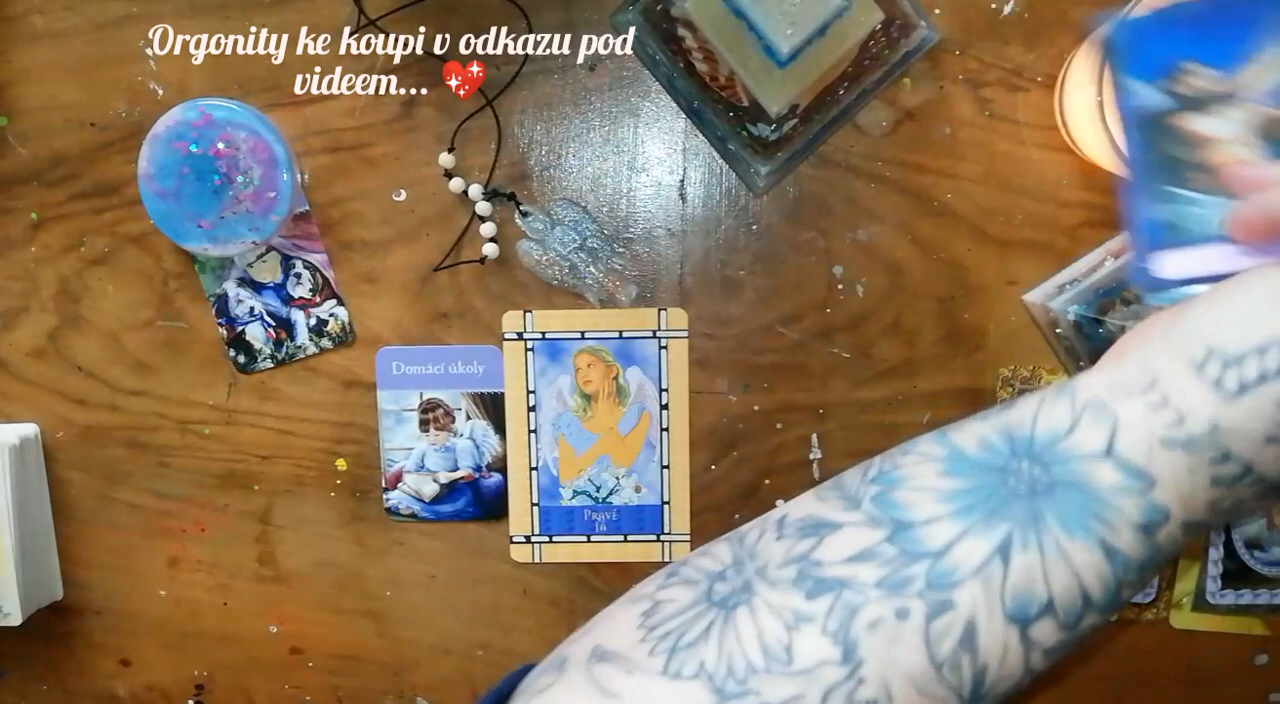 Orgonity ke koupi v odkazu pod
videem... 💖
Domácí úkoly
PRAVÉ
JÁ